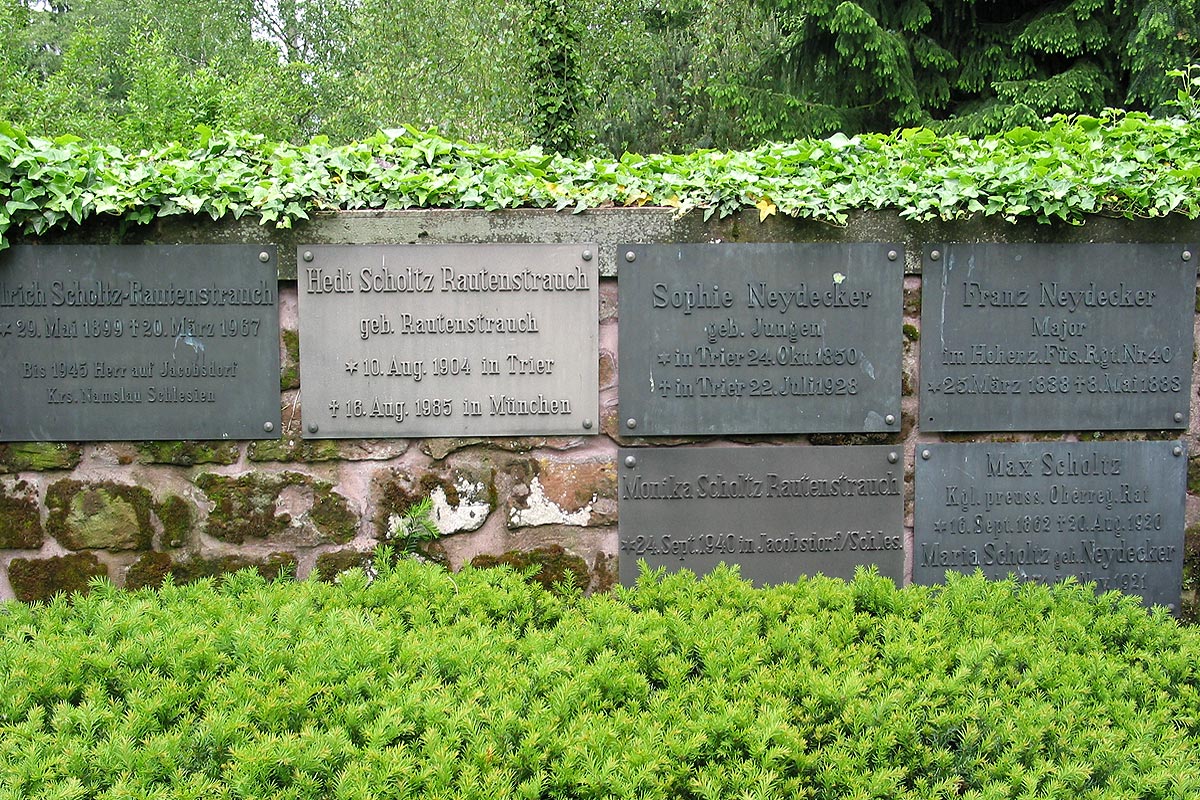 Scholtz-Rautenstrauch
* 29. Mai 1899 † 20. März 1967
Bis 1945 Herr auf Jacobsdorf
Krs. Namslau Schlesien
Hedi Scholtz Rautenstrauch
geb. Rautenstrauch
* 10. Aug. 1904 in Trier
† 16. Aug. 1985 in München
Sophie Neydecker
geb. Jungen
* in Trier 24. Okt. 1850
† in Trier 22. Juli 1928
Franz Neydecker
Major
im Hohenz. Füs. Rgt. Nr. 40
* 25. März 1838 † 8. Mai 1888
Monika Scholtz Rautenstrauch
* 24. Sept. 1940 in Jacobsdorf/Schles.
Max Scholtz
Kgl. preuss. Oberreg. Rat
* 16. Sept. 1862 † 20. Aug. 1920
Maria Scholtz geb. Neydecker
Nov. 1921